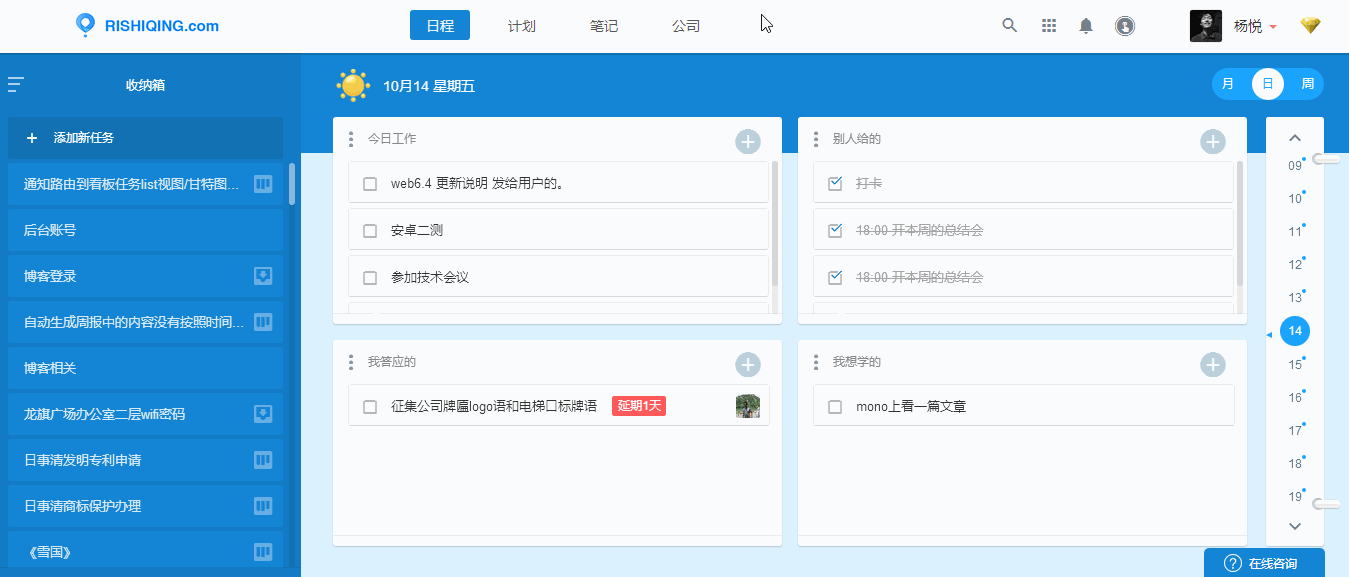 RISHIQING.com
日程
计划
笔记
公司
杨悦
收纳箱
添加新任务
通知路由到看板任务list视图/甘特图...
后台账号
博客登录
自动生成周报中的内容没有按照时间...
博客相关
龙旗广场办公室二层wifi密码
日事清发明专利申请
日事清商标保护办理
《雪国》
10月14 星期五
月
日
周
今日工作
web6.4 更新说明 发给用户的。
安卓二测
参加技术会议
别人给的
打卡
18:00 开本周的总结会
18:00 开本周的总结会
我答应的
征集公司牌匾logo语和电梯口标牌语 延期1天
我想学的
mono上看一篇文章
09
10
11
12
13
14
15
16
17
18
19
在线咨询